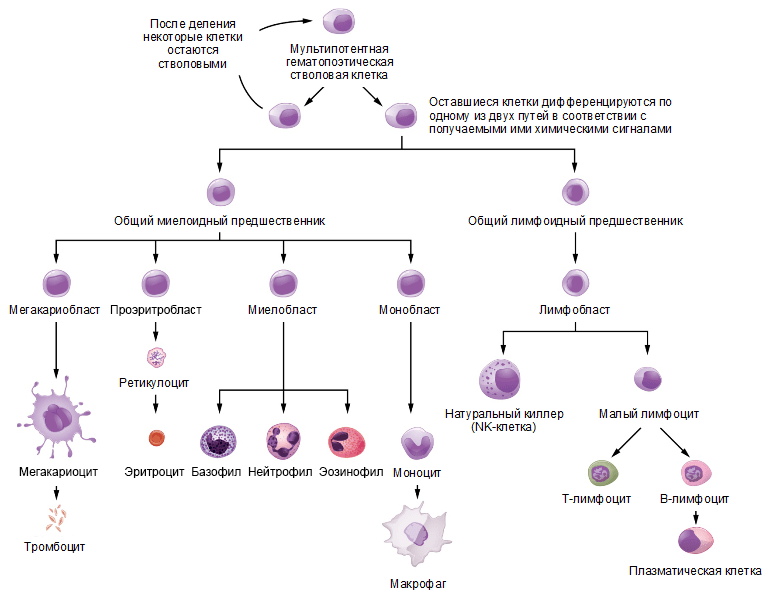 После деления
некоторые клетки
остаются
стволовыми
Мультипотентная
гематопоэтическая
стволовая клетка
Оставшиеся клетки дифференцируются по
одному из двух путей в соответствии с
получаемыми ими химическими сигналами
Общий миелоидный предшественник
Общий лимфоидный предшественник
Мегакариобласт
Проэритробласт
Миелобласт
Монобласт
Лимфобласт
Ретикулоцит
Натуральный киллер
(NK-клетка)
Малый лимфоцит
Мегакариоцит
Эритроцит
Базофил
Нейтрофил
Эозинофил
Моноцит
Т-лимфоцит
В-лимфоцит
Тромбоцит
Макрофаг
Плазматическая клетка